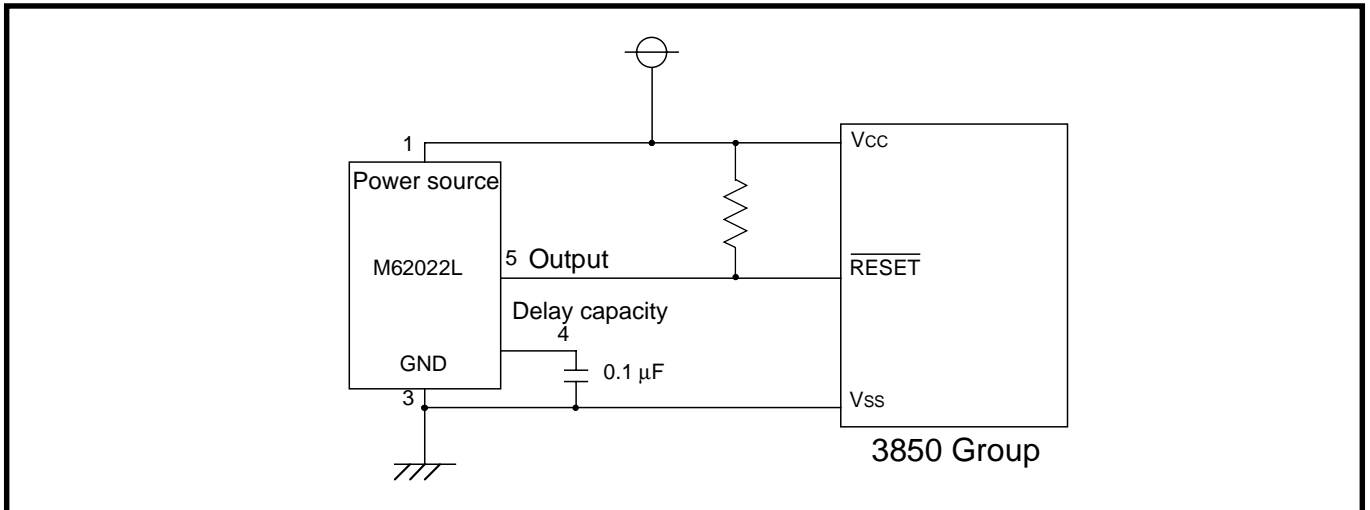 1
Vcc
Power source
M62022L
5 Output
RESET
Delay capacity
4
GND
0.1 μF
3
Vss
3850 Group